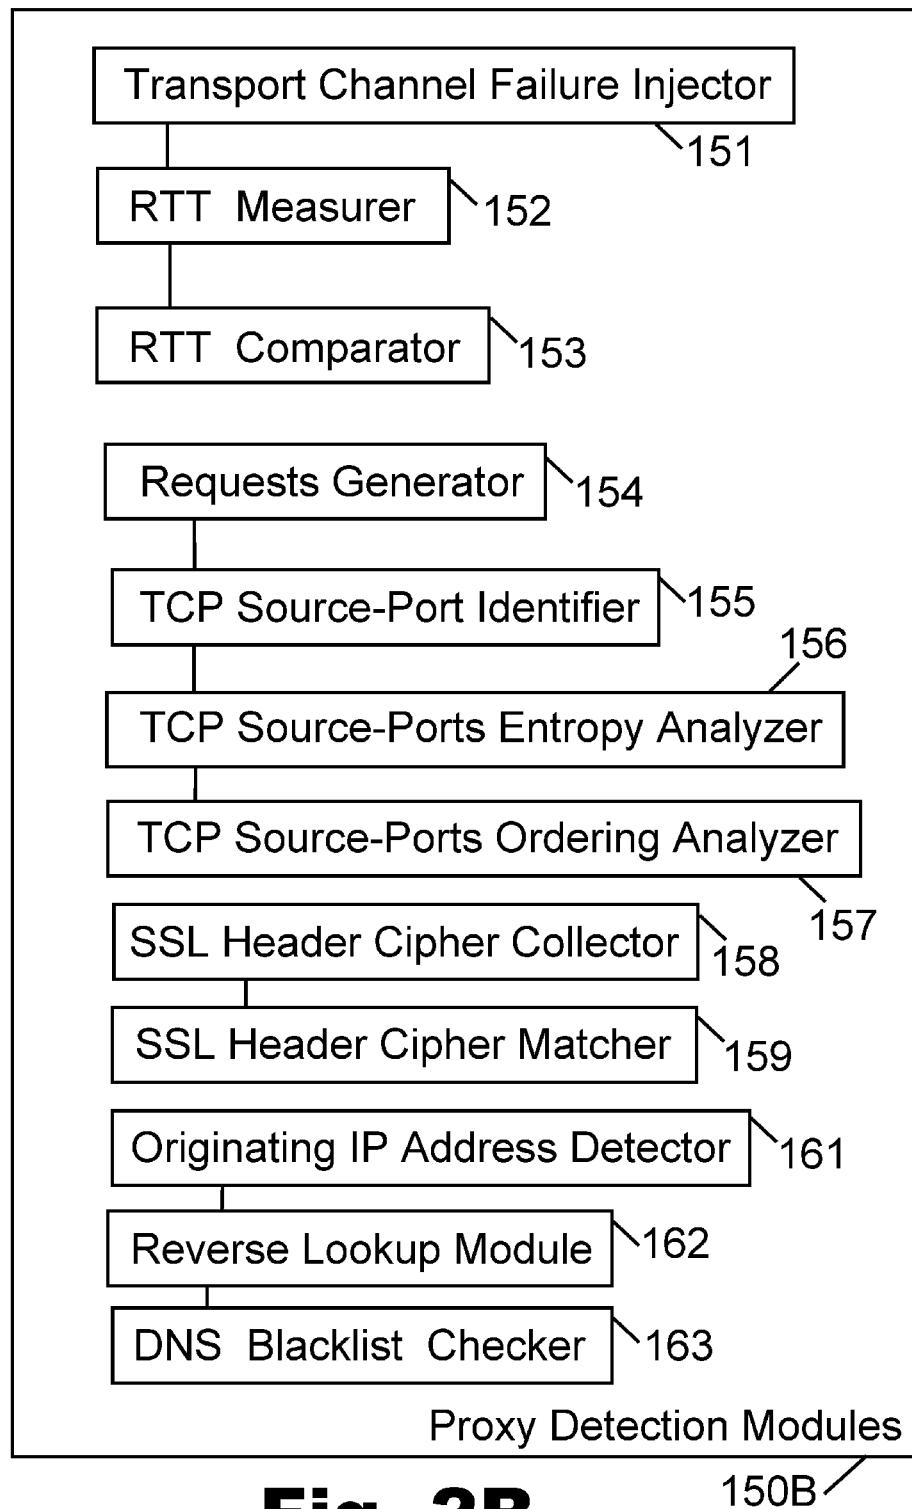 Transport Channel Failure Injector
151
RTT Measurer
152
RTT Comparator
153
Requests Generator
154
TCP Source-Port Identifier
155
156
TCP Source-Ports Entropy Analyzer
TCP Source-Ports Ordering Analyzer
157
SSL Header Cipher Collector
158
SSL Header Cipher Matcher
159
Originating IP Address Detector
161
Reverse Lookup Module
162
DNS Blacklist Checker
163
Proxy Detection Modules
150B
Fig. 2B